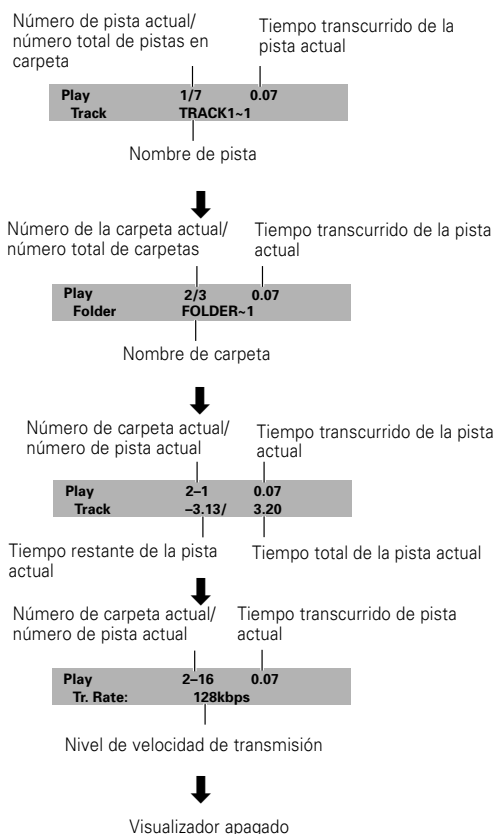 Número de pista actual/
número total de pistas en
carpeta
Tiempo transcurrido de la
pista actual
Play 1/7 0.07
Track TRACK1~1
Nombre de pista
Número de la carpeta actual/
número total de carpetas
Tiempo transcurrido de la pista
actual
Play 2/3 0.07
Folder FOLDER~1
Nombre de carpeta
Número de carpeta actual/
número de pista actual
Tiempo transcurrido de la pista
actual
Play 2–1 0.07
Track –3.13/ 3.20
Tiempo restante de la pista
actual
Tiempo total de la pista actual
Número de carpeta actual/
número de pista actual
Tiempo transcurrido de pista
actual
Play 2–16 0.07
Tr. Rate: 128kbps
Nivel de velocidad de transmisión
Visualizador apagado